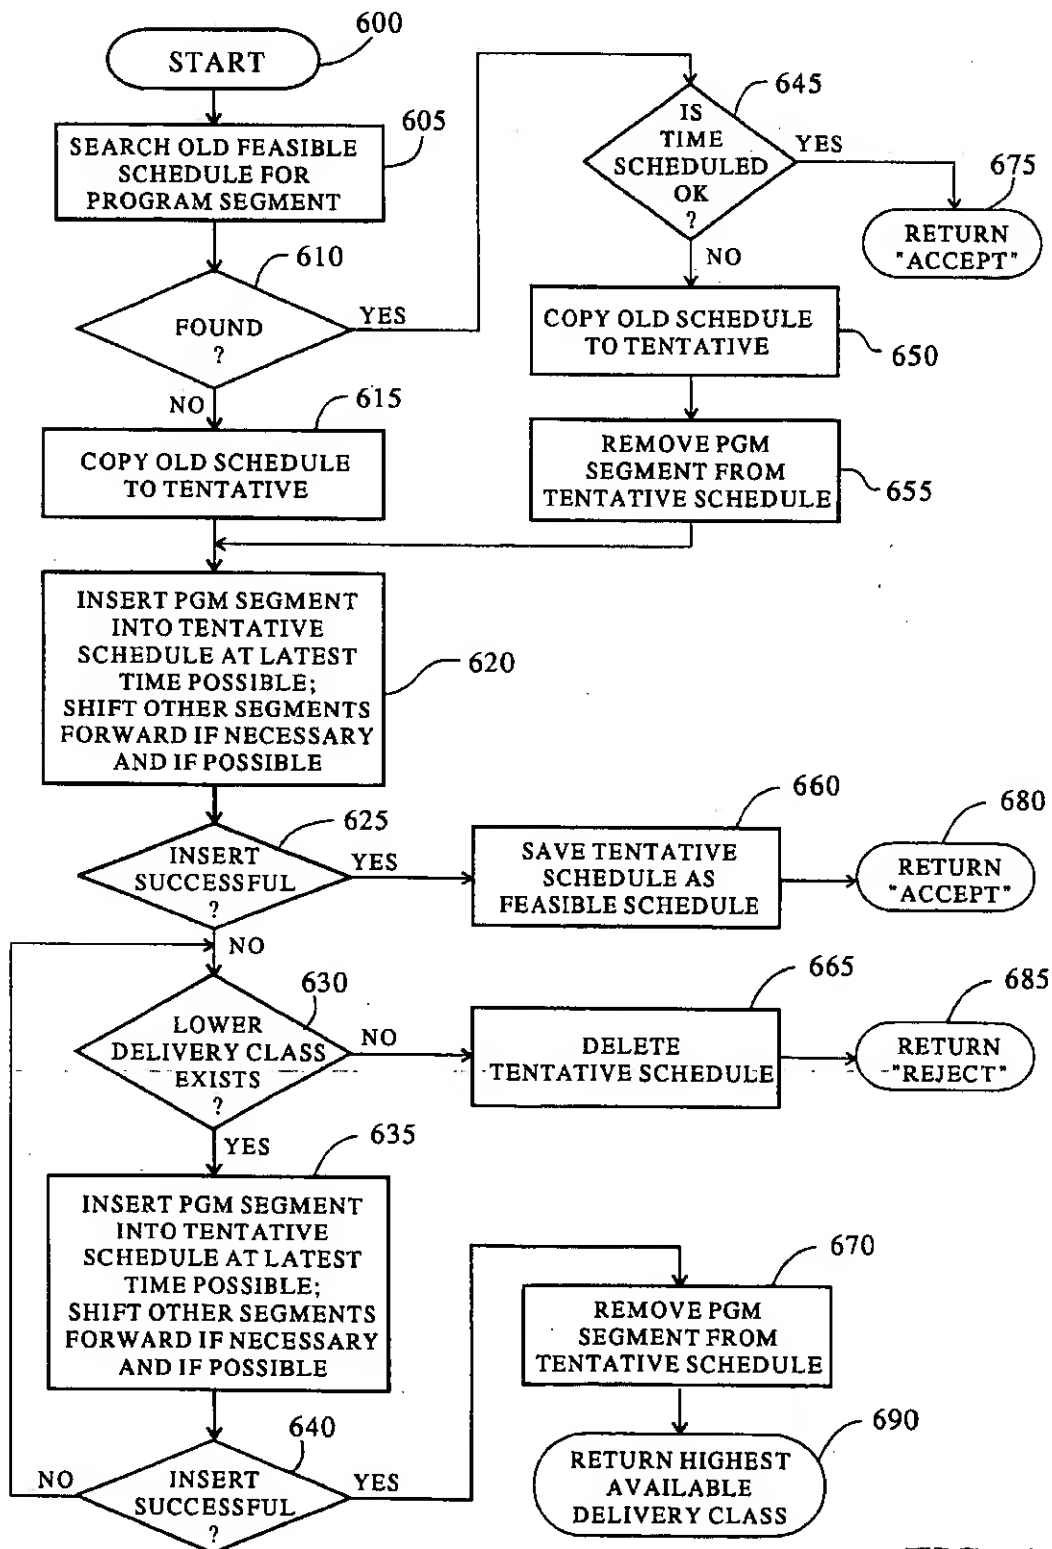 START
600
SEARCH OLD FEASIBLE
SCHEDULE FOR
PROGRAM SEGMENT
605
FOUND
?
610
YES
NO
IS
TIME
SCHEDULED
OK
?
645
YES
NO
RETURN
"ACCEPT"
675
COPY OLD SCHEDULE
TO TENTATIVE
650
REMOVE PGM
SEGMENT FROM
TENTATIVE SCHEDULE
655
COPY OLD SCHEDULE
TO TENTATIVE
615
INSERT PGM SEGMENT
INTO TENTATIVE
SCHEDULE AT LATEST
TIME POSSIBLE;
SHIFT OTHER SEGMENTS
FORWARD IF NECESSARY
AND IF POSSIBLE
620
INSERT
SUCCESSFUL
?
625
YES
NO
SAVE TENTATIVE
SCHEDULE AS
FEASIBLE SCHEDULE
660
RETURN
"ACCEPT"
680
LOWER
DELIVERY CLASS
EXISTS
?
630
NO
YES
DELETE
TENTATIVE SCHEDULE
665
RETURN
"REJECT"
685
INSERT PGM SEGMENT
INTO TENTATIVE
SCHEDULE AT LATEST
TIME POSSIBLE;
SHIFT OTHER SEGMENTS
FORWARD IF NECESSARY
AND IF POSSIBLE
635
INSERT
SUCCESSFUL
?
640
NO
YES
REMOVE PGM
SEGMENT FROM
TENTATIVE SCHEDULE
670
RETURN HIGHEST
AVAILABLE
DELIVERY CLASS
690